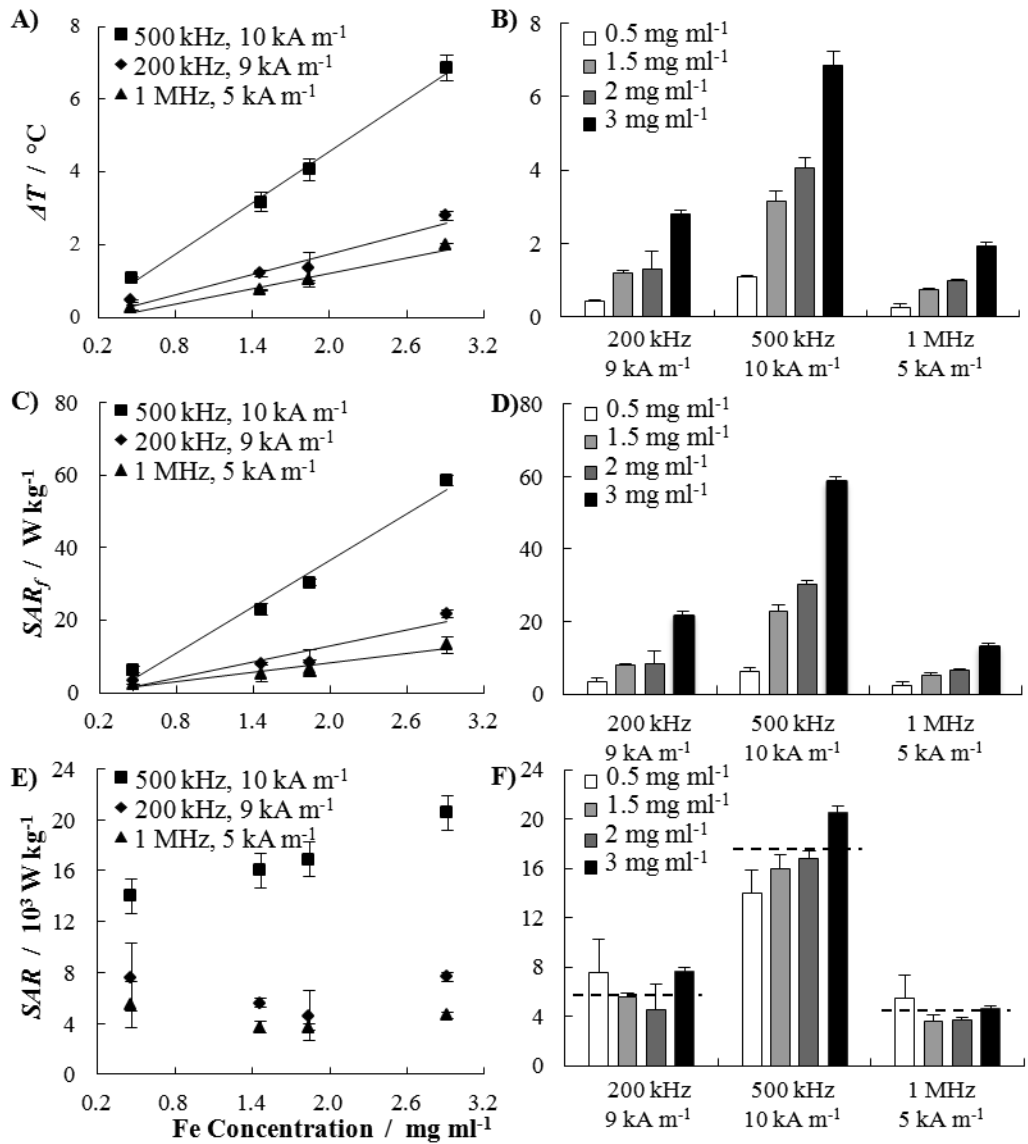 A)
8
6
4
2
0
ΔT / °C
500 kHz, 10 kA m⁻¹
200 kHz, 9 kA m⁻¹
1 MHz, 5 kA m⁻¹
0.2 1.4 2.0 2.6 3.2
B)
8
6
4
2
0
0.5 mg ml⁻¹
1.5 mg ml⁻¹
2 mg ml⁻¹
3 mg ml⁻¹
200 kHz 500 kHz 1 MHz
9 kA m⁻¹ 10 kA m⁻¹ 5 kA m⁻¹
C)
80
60
40
20
0
SAR_f / W kg⁻¹
500 kHz, 10 kA m⁻¹
200 kHz, 9 kA m⁻¹
1 MHz, 5 kA m⁻¹
0.2 1.4 2.0 2.6 3.2
D)
80
60
40
20
0
0.5 mg ml⁻¹
1.5 mg ml⁻¹
2 mg ml⁻¹
3 mg ml⁻¹
200 kHz 500 kHz 1 MHz
9 kA m⁻¹ 10 kA m⁻¹ 5 kA m⁻¹
E)
24
20
16
12
8
4
0
SAR / 10³ W kg⁻¹
500 kHz, 10 kA m⁻¹
200 kHz, 9 kA m⁻¹
1 MHz, 5 kA m⁻¹
0.2 1.4 2.0 2.6 3.2
Fe Concentration / mg ml⁻¹
F)
24
20
16
12
8
4
0
0.5 mg ml⁻¹
1.5 mg ml⁻¹
2 mg ml⁻¹
3 mg ml⁻¹
200 kHz 500 kHz 1 MHz
9 kA m⁻¹ 10 kA m⁻¹ 5 kA m⁻¹